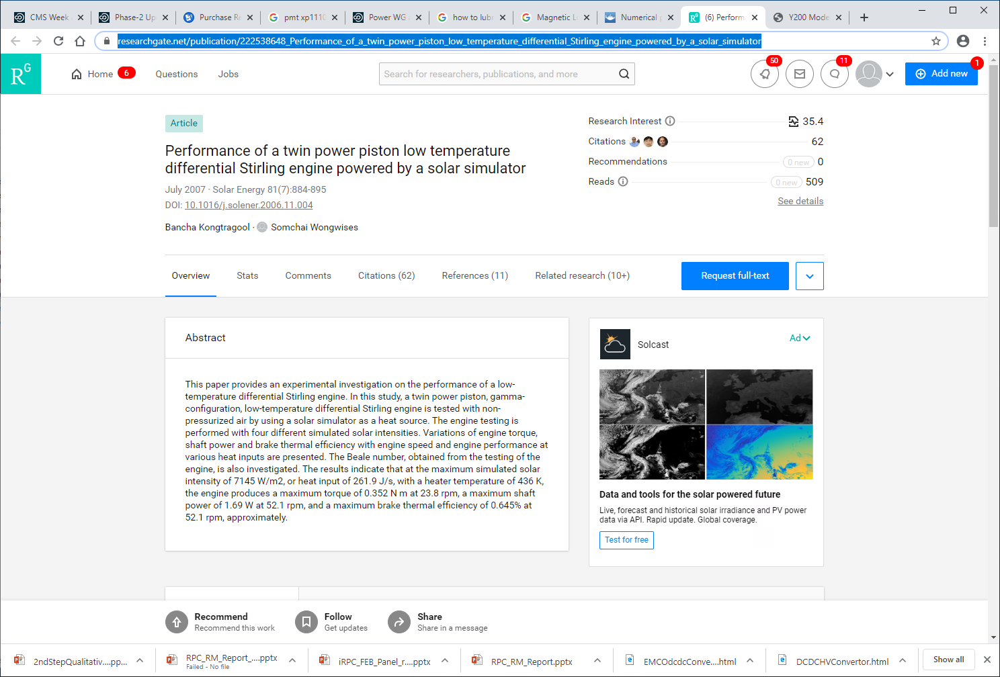 CMS Week
Phase-2 Up
Purchase Re
pmt xp1110
Power WG
how to lubr
Magnetic L
Numerical
(6) Perform
Y200 Mode
researchgate.net/publication/222538648_Performance_of_a_twin_power_piston_low_temperature_differential_Stirling_engine_powered_by_a_solar_simulator
RG
Home 6
Questions
Jobs
Search for researchers, publications, and more
50
11
Add new
1
Article
Performance of a twin power piston low temperature
differential Stirling engine powered by a solar simulator
July 2007 · Solar Energy 81(7):884-895
DOI: 10.1016/j.solener.2006.11.004
Bancha Kongtragool · Somchai Wongwises
Research Interest 35.4
Citations 62
Recommendations 0 new 0
Reads 0 new 509
See details
Overview
Stats
Comments
Citations (62)
References (11)
Related research (10+)
Request full-text
Abstract
This paper provides an experimental investigation on the performance of a low-
temperature differential Stirling engine. In this study, a twin power piston, gamma-
configuration, low-temperature differential Stirling engine is tested with non-
pressurized air by using a solar simulator as a heat source. The engine testing is
performed with four different simulated solar intensities. Variations of engine torque,
shaft power and brake thermal efficiency with engine speed and engine performance at
various heat inputs are presented. The Beale number, obtained from the testing of the
engine, is also investigated. The results indicate that at the maximum simulated solar
intensity of 7145 W/m2, or heat input of 261.9 J/s, with a heater temperature of 436 K,
the engine produces a maximum torque of 0.352 N m at 23.8 rpm, a maximum shaft
power of 1.69 W at 52.1 rpm, and a maximum brake thermal efficiency of 0.645% at
52.1 rpm, approximately.
Solcast
Ad
Data and tools for the solar powered future
Live, forecast and historical solar irradiance and PV power
data via API. Rapid update. Global coverage.
Test for free
Recommend
Recommend this work
Follow
Get updates
Share
Share in a message
2ndStepQualitativ....pp...
RPC_RM_Report_....pptx
Failed - No file
iRPC_FEB_Panel_r....pptx
RPC_RM_Report.pptx
EMCOdcdcConve....html
DCDCHVConvertor.html
Show all